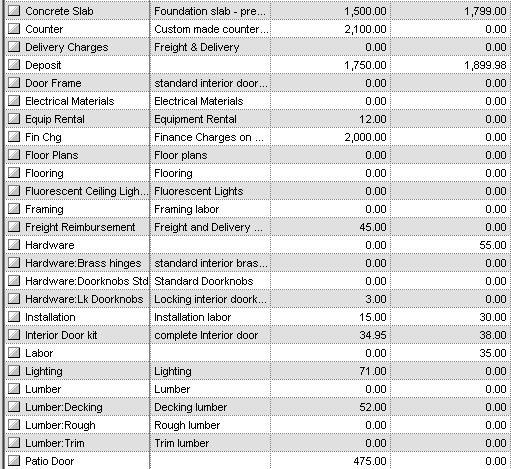 Concrete Slab Foundation slab - pre... 1,500.00 1,799.00
Counter Custom made counter... 2,100.00 0.00
Delivery Charges Freight & Delivery 0.00 0.00
Deposit 1,750.00 1,899.98
Door Frame standard interior door... 0.00 0.00
Electrical Materials Electrical Materials 0.00 0.00
Equip Rental Equipment Rental 12.00 0.00
Fin Chg Finance Charges on ... 2,000.00 0.00
Floor Plans Floor plans 0.00 0.00
Flooring Flooring 0.00 0.00
Fluorescent Ceiling Ligh... Fluorescent Lights 0.00 0.00
Framing Framing labor 0.00 0.00
Freight Reimbursement Freight and Delivery ... 45.00 0.00
Hardware 0.00 55.00
Hardware:Brass hinges standard interior bras... 0.00 0.00
Hardware:Doorknobs Std Standard Doorknobs 0.00 0.00
Hardware:Lk Doorknobs Locking interior doork... 3.00 0.00
Installation Installation labor 15.00 30.00
Interior Door kit complete Interior door 34.95 38.00
Labor 0.00 35.00
Lighting Lighting 71.00 0.00
Lumber Lumber 0.00 0.00
Lumber:Decking Decking lumber 52.00 0.00
Lumber:Rough Rough lumber 0.00 0.00
Lumber:Trim Trim lumber 0.00 0.00
Patio Door 475.00 0.00